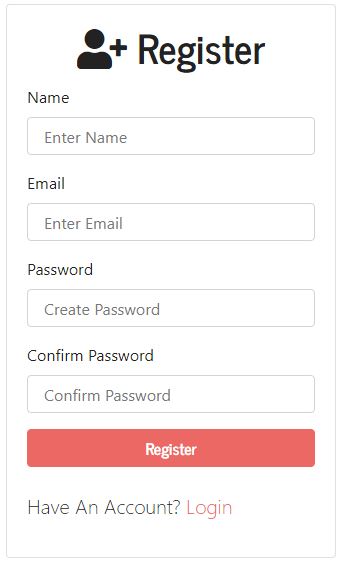 Register
Name
Enter Name
Email
Enter Email
Password
Create Password
Confirm Password
Confirm Password
Register
Have An Account? Login